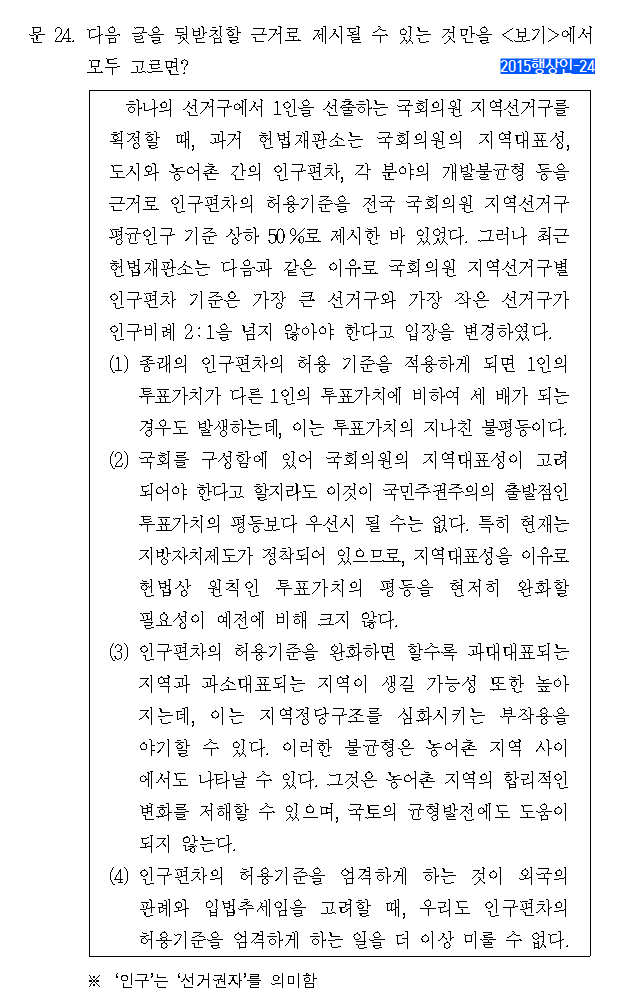 문 24. 다음 글을 뒷받침할 근거로 제시될 수 있는 것만을 <보기>에서
모두 고르면?
2015행상인-24
하나의 선거구에서 1인을 선출하는 국회의원 지역선거구를
획정할 때, 과거 헌법재판소는 국회의원의 지역대표성,
도시와 농어촌 간의 인구편차, 각 분야의 개발불균형 등을
근거로 인구편차의 허용기준을 전국 국회의원 지역선거구
평균인구 기준 상하 50%로 제시한 바 있었다. 그러나 최근
헌법재판소는 다음과 같은 이유로 국회의원 지역선거구별
인구편차 기준은 가장 큰 선거구와 가장 작은 선거구가
인구비례 2:1을 넘지 않아야 한다고 입장을 변경하였다.
(1) 종래의 인구편차의 허용 기준을 적용하게 되면 1인의
투표가치가 다른 1인의 투표가치에 비하여 세 배가 되는
경우도 발생하는데, 이는 투표가치의 지나친 불평등이다.
(2) 국회를 구성함에 있어 국회의원의 지역대표성이 고려
되어야 한다고 할지라도 이것이 국민주권주의의 출발점인
투표가치의 평등보다 우선시 될 수는 없다. 특히 현재는
지방자치제도가 정착되어 있으므로, 지역대표성을 이유로
헌법상 원칙인 투표가치의 평등을 현저히 완화할
필요성이 예전에 비해 크지 않다.
(3) 인구편차의 허용기준을 완화하면 할수록 과대대표되는
지역과 과소대표되는 지역이 생길 가능성 또한 높아
지는데, 이는 지역정당구조를 심화시키는 부작용을
야기할 수 있다. 이러한 불균형은 농어촌 지역 사이
에서도 나타날 수 있다. 그것은 농어촌 지역의 합리적인
변화를 저해할 수 있으며, 국토의 균형발전에도 도움이
되지 않는다.
(4) 인구편차의 허용기준을 엄격하게 하는 것이 외국의
판례와 입법추세임을 고려할 때, 우리도 인구편차의
허용기준을 엄격하게 하는 일을 더 이상 미룰 수 없다.
※ ‘인구’는 ‘선거권자’를 의미함